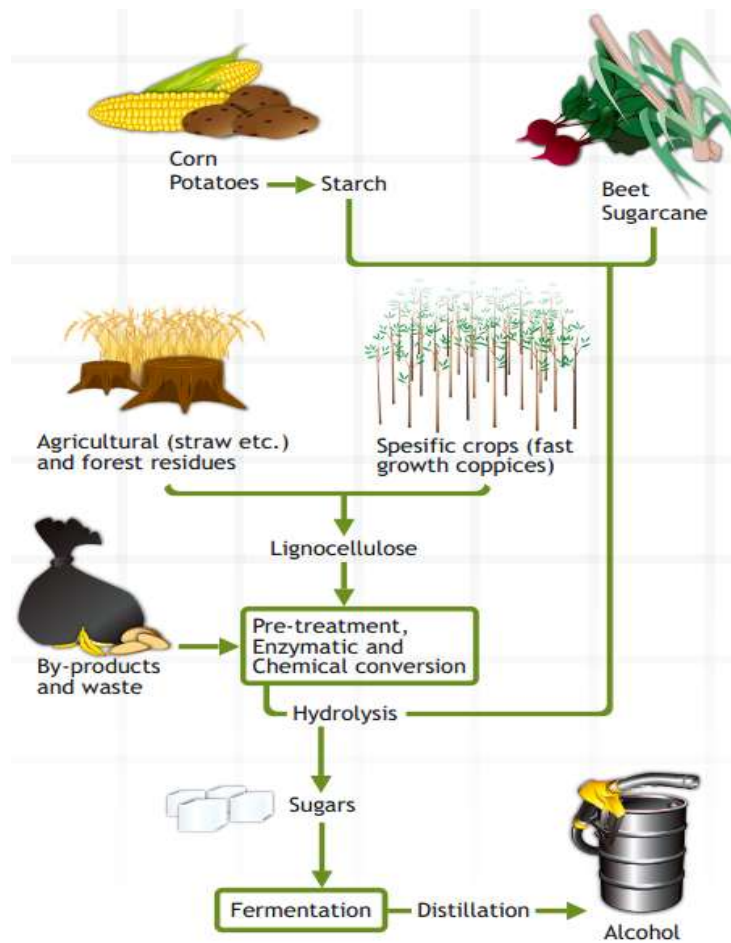 Corn
Potatoes
Starch
Beet
Sugarcane
Agricultural (straw etc.)
and forest residues
Spesific crops (fast
growth coppices)
Lignocellulose
By-products
and waste
Pre-treatment,
Enzymatic and
Chemical conversion
Hydrolysis
Sugars
Fermentation
Distillation
Alcohol